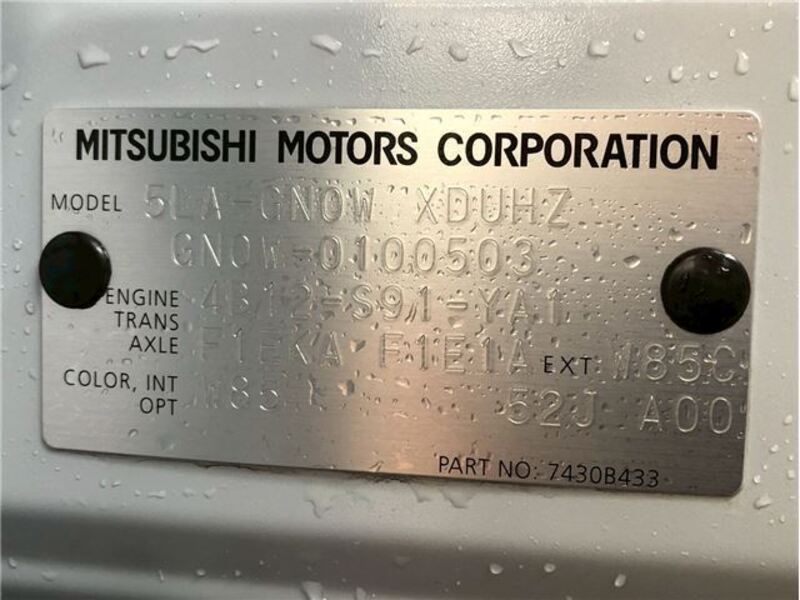 MITSUBISHI MOTORS CORPORATION
MODEL 5LA-GN0W XDUHZ
GN0W-0100503
ENGINE 4B12-S91-YA1
TRANS
AXLE F1EKA F1E1A EXT W85C
COLOR, INT
OPT 52J A00
PART NO: 7430B433